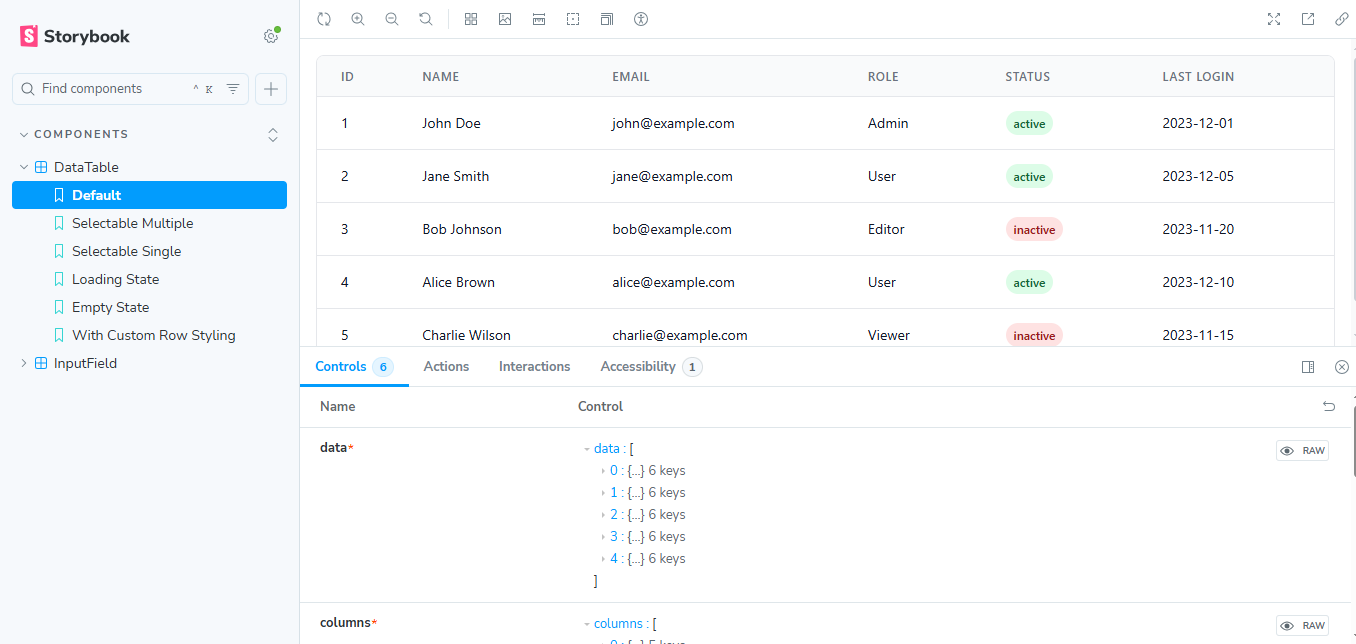 Storybook
Find components ^ K
COMPONENTS
DataTable
Default
Selectable Multiple
Selectable Single
Loading State
Empty State
With Custom Row Styling
InputField
ID NAME EMAIL ROLE STATUS LAST LOGIN
1 John Doe john@example.com Admin active 2023-12-01
2 Jane Smith jane@example.com User active 2023-12-05
3 Bob Johnson bob@example.com Editor inactive 2023-11-20
4 Alice Brown alice@example.com User active 2023-12-10
5 Charlie Wilson charlie@example.com Viewer inactive 2023-11-15
Controls 6 Actions Interactions Accessibility 1
Name Control
data* data : [ RAW
0 : {...} 6 keys
1 : {...} 6 keys
2 : {...} 6 keys
3 : {...} 6 keys
4 : {...} 6 keys
]
columns* columns : [ RAW